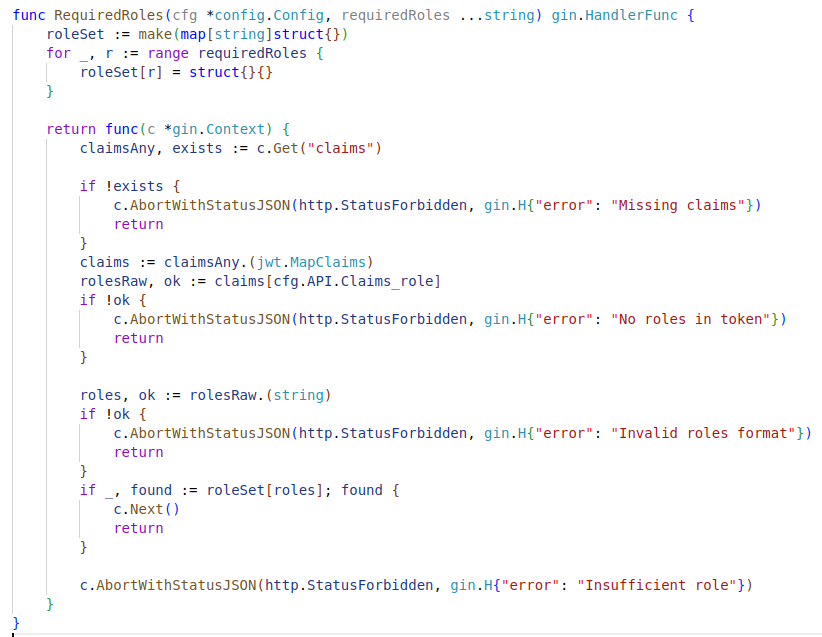 func RequiredRoles(cfg *config.Config, requiredRoles ...string) gin.HandlerFunc {
    roleSet := make(map[string]struct{})
    for _, r := range requiredRoles {
        roleSet[r] = struct{}{}
    }

    return func(c *gin.Context) {
        claimsAny, exists := c.Get("claims")

        if !exists {
            c.AbortWithStatusJSON(http.StatusForbidden, gin.H{"error": "Missing claims"})
            return
        }
        claims := claimsAny.(jwt.MapClaims)
        rolesRaw, ok := claims[cfg.API.Claims_role]
        if !ok {
            c.AbortWithStatusJSON(http.StatusForbidden, gin.H{"error": "No roles in token"})
            return
        }

        roles, ok := rolesRaw.(string)
        if !ok {
            c.AbortWithStatusJSON(http.StatusForbidden, gin.H{"error": "Invalid roles format"})
            return
        }
        if _, found := roleSet[roles]; found {
            c.Next()
            return
        }

        c.AbortWithStatusJSON(http.StatusForbidden, gin.H{"error": "Insufficient role"})
    }
}